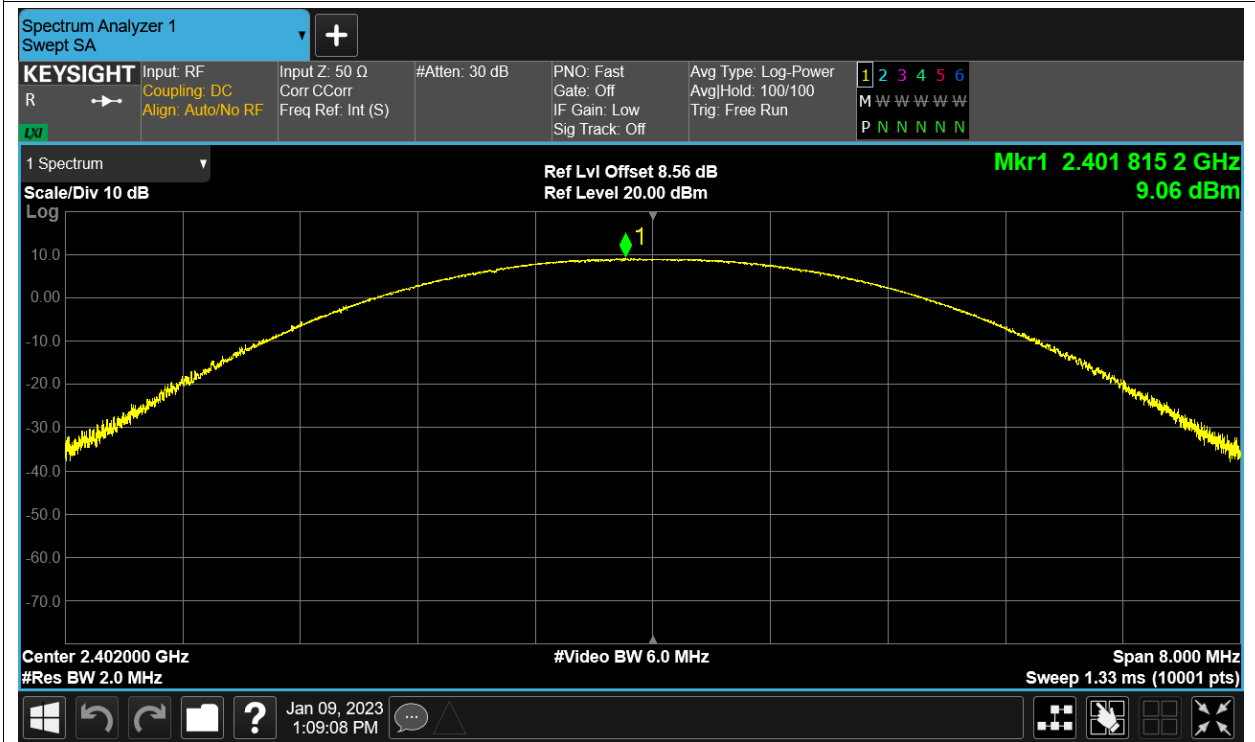 Spectrum Analyzer 1
Swept SA
KEYSIGHT
R
LXI
Input: RF
Coupling: DC
Align: Auto/No RF
Input Z: 50 Ω
Corr CCorr
Freq Ref: Int (S)
#Atten: 30 dB
PNO: Fast
Gate: Off
IF Gain: Low
Sig Track: Off
Avg Type: Log-Power
Avg|Hold: 100/100
Trig: Free Run
1 2 3 4 5 6
M W W W W W
P N N N N N
1 Spectrum
Scale/Div 10 dB
Log
Ref Lvl Offset 8.56 dB
Ref Level 20.00 dBm
Mkr1 2.401 815 2 GHz
9.06 dBm
1
10.0
0.00
-10.0
-20.0
-30.0
-40.0
-50.0
-60.0
-70.0
Center 2.402000 GHz
#Res BW 2.0 MHz
#Video BW 6.0 MHz
Span 8.000 MHz
Sweep 1.33 ms (10001 pts)
?
Jan 09, 2023
1:09:08 PM